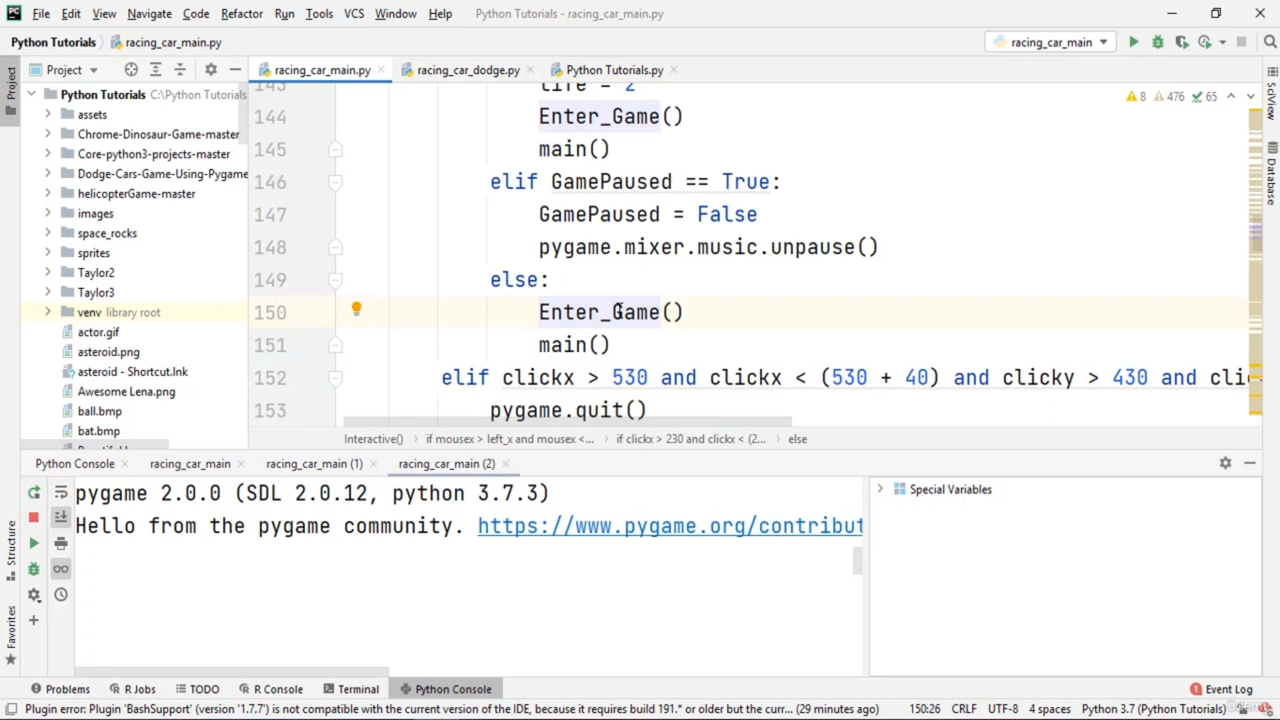 File Edit View Navigate Code Refactor Run Tools VCS Window Help Python Tutorials - racing_car_main.py
Python Tutorials racing_car_main.py racing_car_main
Project racing_car_main.py racing_car_dodge.py Python Tutorials.py
Python Tutorials C:\Python Tutorials
assets
Chrome-Dinosaur-Game-master
Core-python3-projects-master
Dodge-Cars-Game-Using-Pygame
helicopterGame-master
images
space_rocks
sprites
Taylor2
Taylor3
venv library root
actor.gif
asteroid.png
asteroid - Shortcut.lnk
Awesome Lena.png
ball.bmp
bat.bmp
8 476 65
143 life = 2
144 Enter_Game()
145 main()
146 elif GamePaused == True:
147 GamePaused = False
148 pygame.mixer.music.unpause()
149 else:
150 Enter_Game()
151 main()
152 elif clickx > 530 and clickx < (530 + 40) and clicky > 430 and clic
153 pygame.quit()
Interactive() if mousex > left_x and mousex <... if clickx > 230 and clickx < (2... else
Project
Structure
Favorites
SciView
Database
Python Console racing_car_main racing_car_main (1) racing_car_main (2)
pygame 2.0.0 (SDL 2.0.12, python 3.7.3)
Hello from the pygame community. https://www.pygame.org/contribut
Special Variables
Problems R Jobs TODO R Console Terminal Python Console Event Log
Plugin error: Plugin 'BashSupport' (version '1.7.7') is not compatible with the current version of the IDE, because it requires build 191.* or older but the curr... (29 minutes ago) 150:26 CRLF UTF-8 4 spaces Python 3.7 (Python Tutorials)